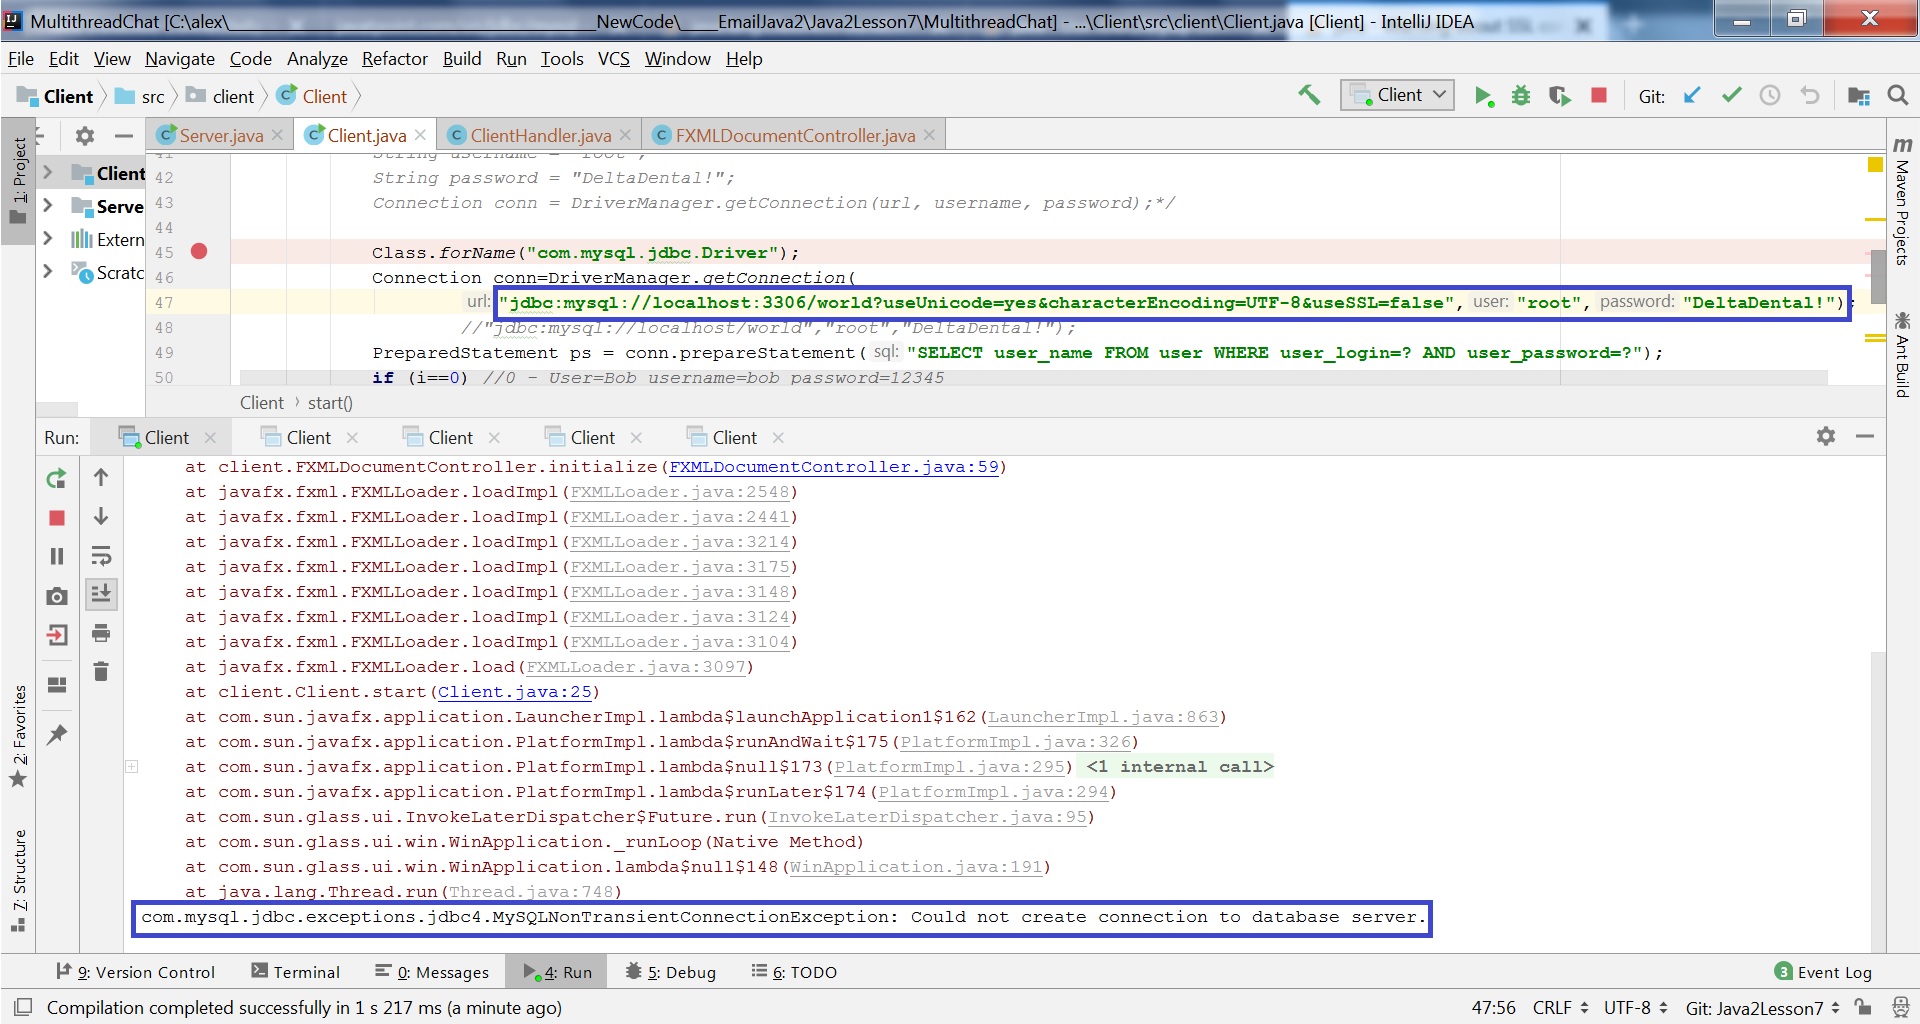 MultithreadChat [C:\alex\__________________________________NewCode\____EmailJava2\Java2Lesson7\MultithreadChat] - ...\Client\src\client\Client.java [Client] - IntelliJ IDEA
File Edit View Navigate Code Analyze Refactor Build Run Tools VCS Window Help
Client src client Client Client Git:
Server.java Client.java ClientHandler.java FXMLDocumentController.java
1: Project
Client
Serve
Extern
Scratc
41 String username = "root";
42 String password = "DeltaDental!";
43 Connection conn = DriverManager.getConnection(url, username, password);*/
44
45 Class.forName("com.mysql.jdbc.Driver");
46 Connection conn=DriverManager.getConnection(
47 url: "jdbc:mysql://localhost:3306/world?useUnicode=yes&characterEncoding=UTF-8&useSSL=false", user: "root", password: "DeltaDental!");
48 //"jdbc:mysql://localhost/world","root","DeltaDental!");
49 PreparedStatement ps = conn.prepareStatement( sql: "SELECT user_name FROM user WHERE user_login=? AND user_password=?");
50 if (i==0) //0 - User=Bob username=bob password=12345
Client › start()
m Maven Projects
Ant Build
Run: Client Client Client Client Client
at client.FXMLDocumentController.initialize(FXMLDocumentController.java:59)
at javafx.fxml.FXMLLoader.loadImpl(FXMLLoader.java:2548)
at javafx.fxml.FXMLLoader.loadImpl(FXMLLoader.java:2441)
at javafx.fxml.FXMLLoader.loadImpl(FXMLLoader.java:3214)
at javafx.fxml.FXMLLoader.loadImpl(FXMLLoader.java:3175)
at javafx.fxml.FXMLLoader.loadImpl(FXMLLoader.java:3148)
at javafx.fxml.FXMLLoader.loadImpl(FXMLLoader.java:3124)
at javafx.fxml.FXMLLoader.loadImpl(FXMLLoader.java:3104)
at javafx.fxml.FXMLLoader.load(FXMLLoader.java:3097)
at client.Client.start(Client.java:25)
at com.sun.javafx.application.LauncherImpl.lambda$launchApplication1$162(LauncherImpl.java:863)
at com.sun.javafx.application.PlatformImpl.lambda$runAndWait$175(PlatformImpl.java:326)
at com.sun.javafx.application.PlatformImpl.lambda$null$173(PlatformImpl.java:295) <1 internal call>
at com.sun.javafx.application.PlatformImpl.lambda$runLater$174(PlatformImpl.java:294)
at com.sun.glass.ui.InvokeLaterDispatcher$Future.run(InvokeLaterDispatcher.java:95)
at com.sun.glass.ui.win.WinApplication._runLoop(Native Method)
at com.sun.glass.ui.win.WinApplication.lambda$null$148(WinApplication.java:191)
at java.lang.Thread.run(Thread.java:748)
com.mysql.jdbc.exceptions.jdbc4.MySQLNonTransientConnectionException: Could not create connection to database server.
2: Favorites
7: Structure
9: Version Control Terminal 0: Messages 4: Run 5: Debug 6: TODO 3 Event Log
Compilation completed successfully in 1 s 217 ms (a minute ago) 47:56 CRLF UTF-8 Git: Java2Lesson7